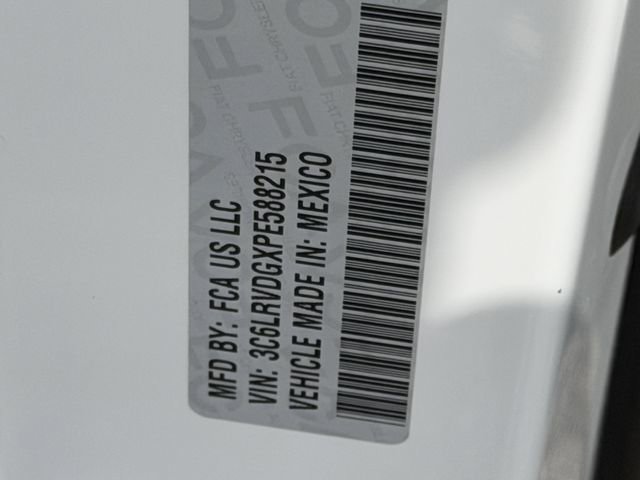 MFD BY: FCA US LLC
VIN: 3C6LRVDGXPE588215
VEHICLE MADE IN: MEXICO